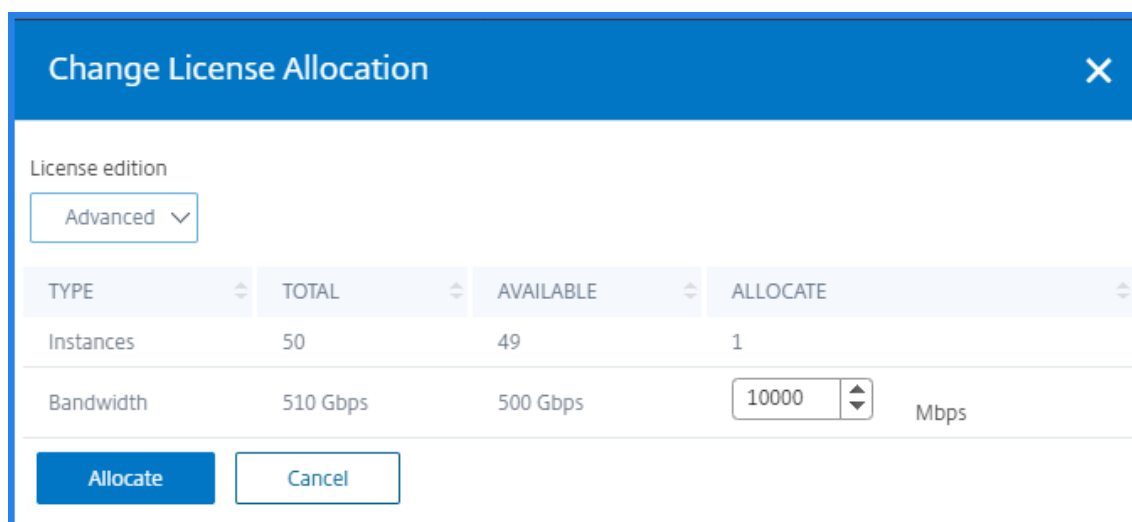 Change License Allocation
License edition
Advanced
TYPE TOTAL AVAILABLE ALLOCATE
Instances 50 49 1
Bandwidth 510 Gbps 500 Gbps 10000 Mbps
Allocate Cancel